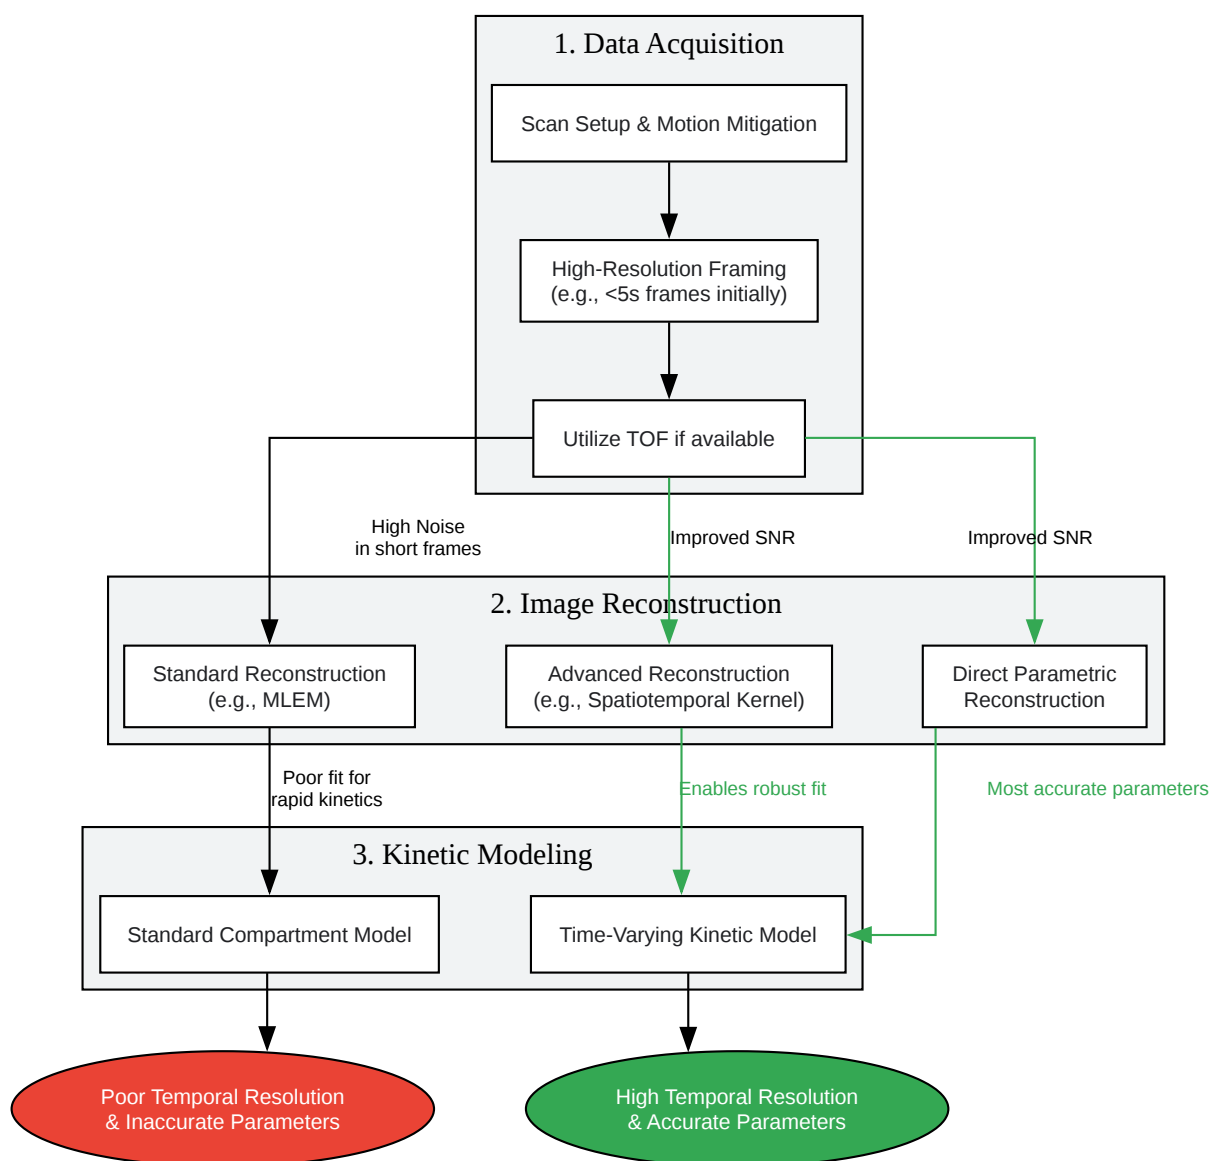 1. Data Acquisition
Scan Setup & Motion Mitigation
High-Resolution Framing
(e.g., <5s frames initially)
Utilize TOF if available
High Noise
in short frames
Improved SNR
Improved SNR
2. Image Reconstruction
Standard Reconstruction
(e.g., MLEM)
Advanced Reconstruction
(e.g., Spatiotemporal Kernel)
Direct Parametric
Reconstruction
Poor fit for
rapid kinetics
Enables robust fit
Most accurate parameters
3. Kinetic Modeling
Standard Compartment Model
Time-Varying Kinetic Model
Poor Temporal Resolution
& Inaccurate Parameters
High Temporal Resolution
& Accurate Parameters